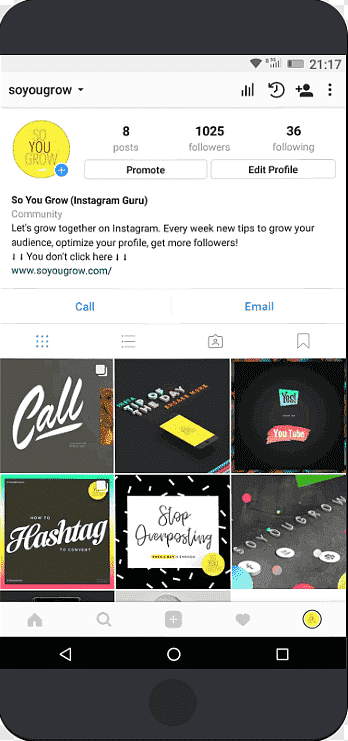 21:17
soyougrow
SO
YOU
GROW
8 1025 36
posts followers following
Promote Edit Profile
So You Grow (Instagram Guru)
Community
Let's grow together on Instagram. Every week new tips to grow your
audience, optimize your profile, get more followers!
↓↓You don't click here↓↓
www.soyougrow.com/
Call Email
Call
TIP OF
THE DAY
Yes!
You Tube
HOW TO
Hashtag
TO CONVERT
Stop
Overposting
SOYOUGROW